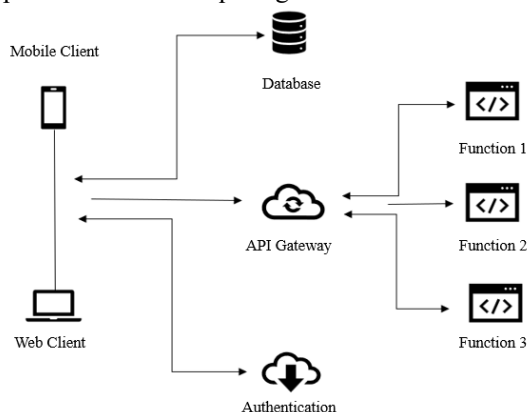 Mobile Client
Database
Function 1
API Gateway
Function 2
Web Client
Function 3
Authentication